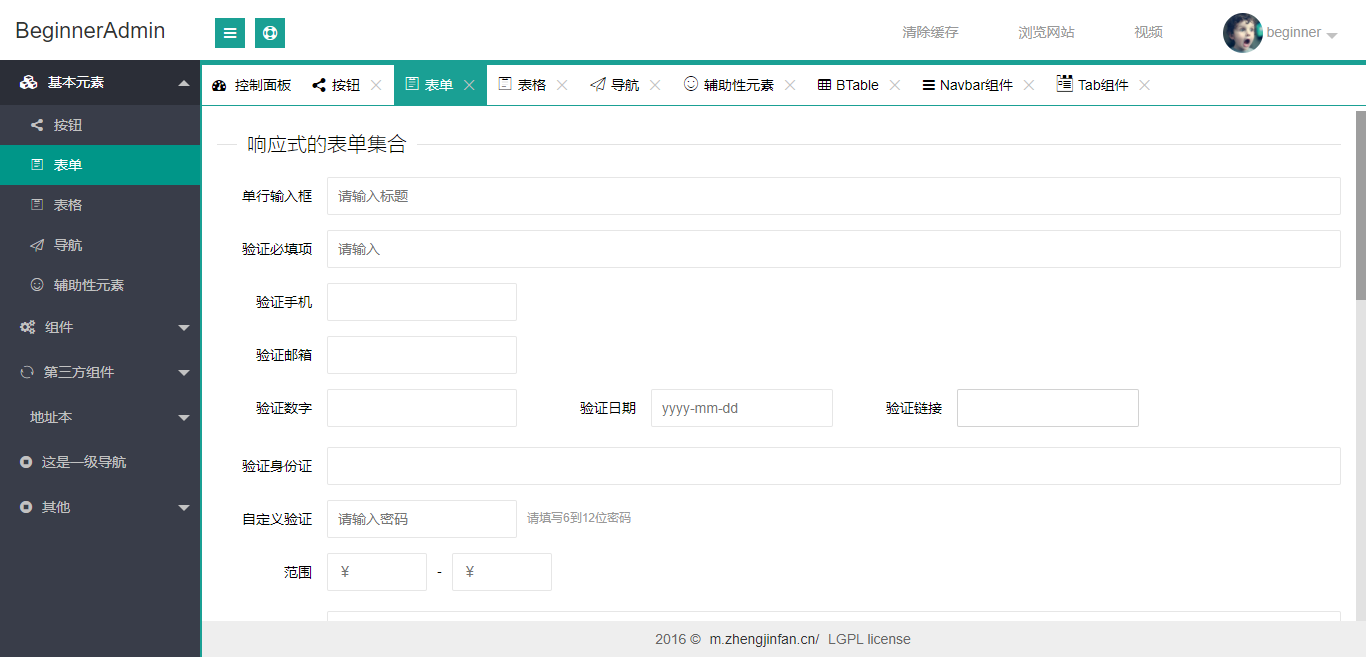 BeginnerAdmin
清除缓存 浏览网站 视频 beginner
基本元素
按钮
表单
表格
导航
辅助性元素
组件
第三方组件
地址本
这是一级导航
其他
控制面板 按钮 表单 表格 导航 辅助性元素 BTable Navbar组件 Tab组件
响应式的表单集合
单行输入框 请输入标题
验证必填项 请输入
验证手机
验证邮箱
验证数字 验证日期 yyyy-mm-dd 验证链接
验证身份证
自定义验证 请输入密码 请填写6到12位密码
范围 ¥ - ¥
2016 © m.zhengjinfan.cn/ LGPL license